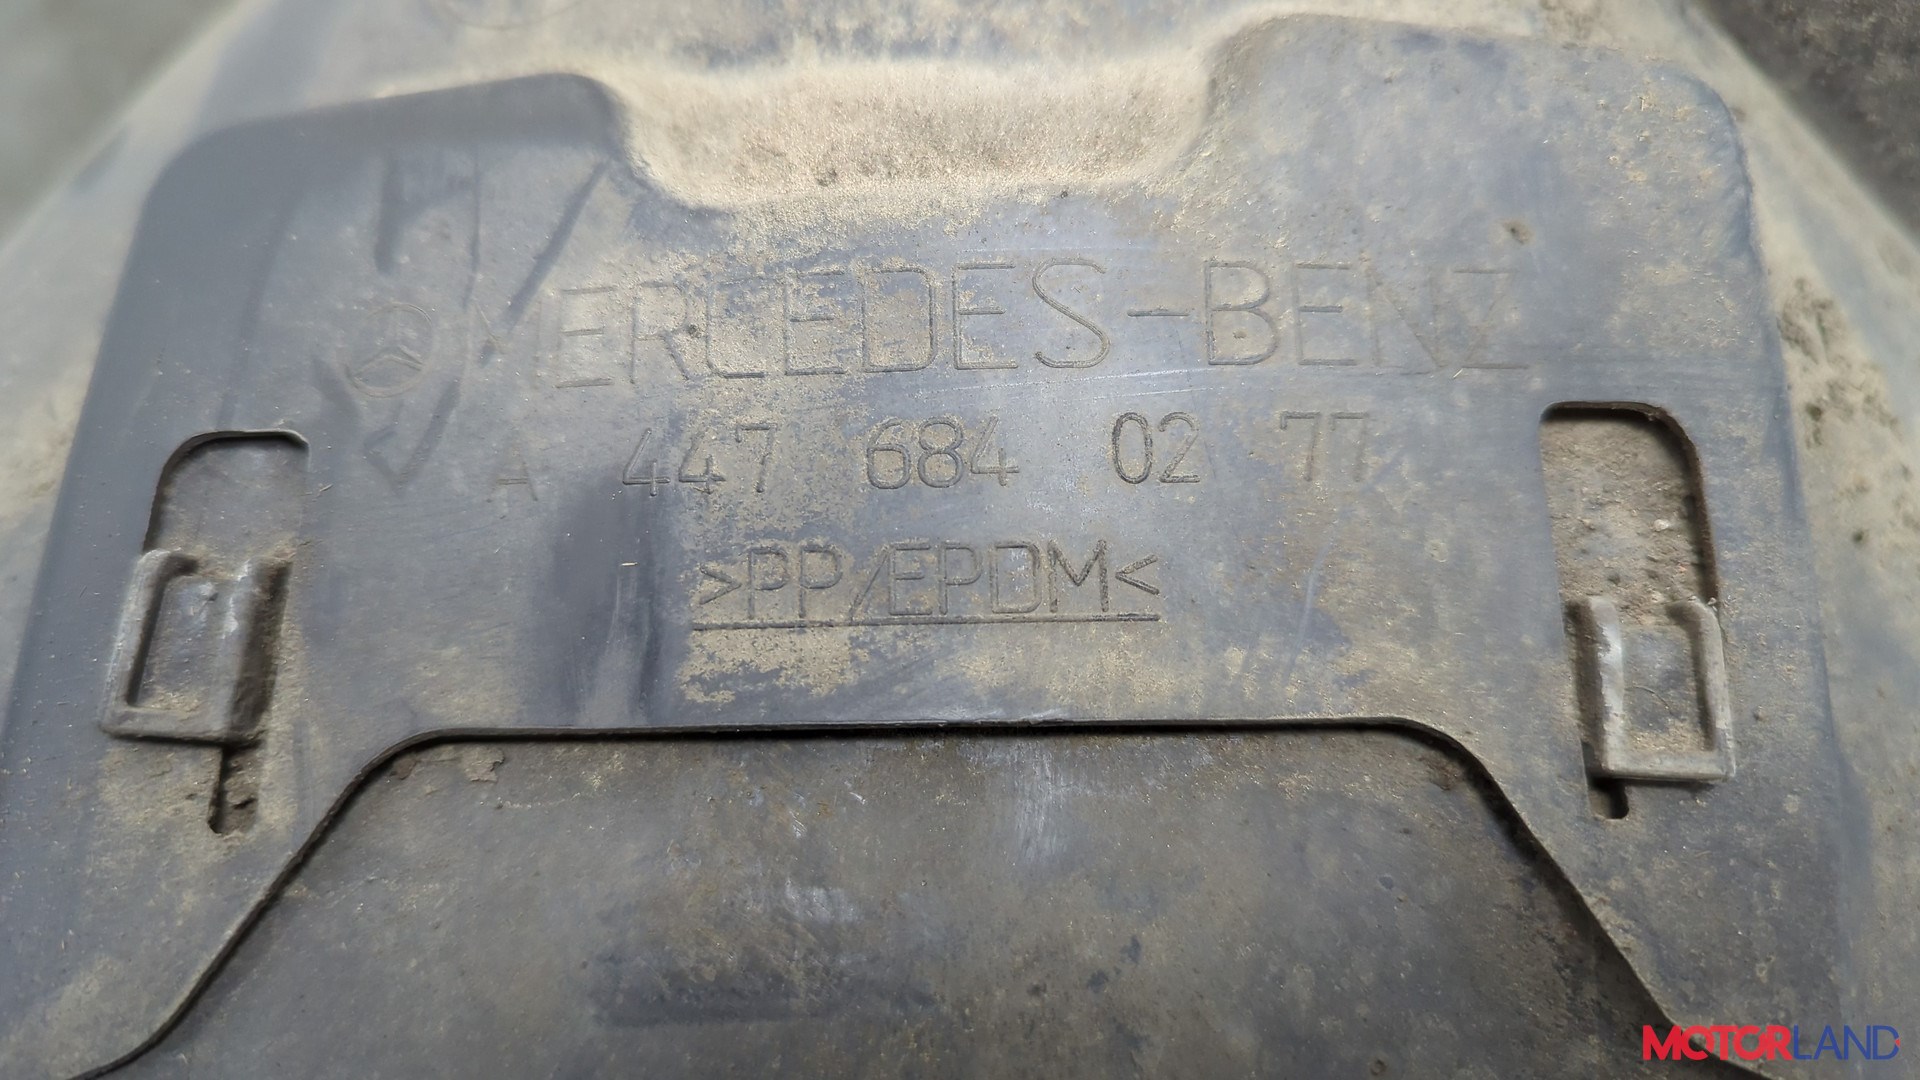 MERCEDES-BENZ
A 447 684 02 77
>PP/EPDM<
MOTORLAND